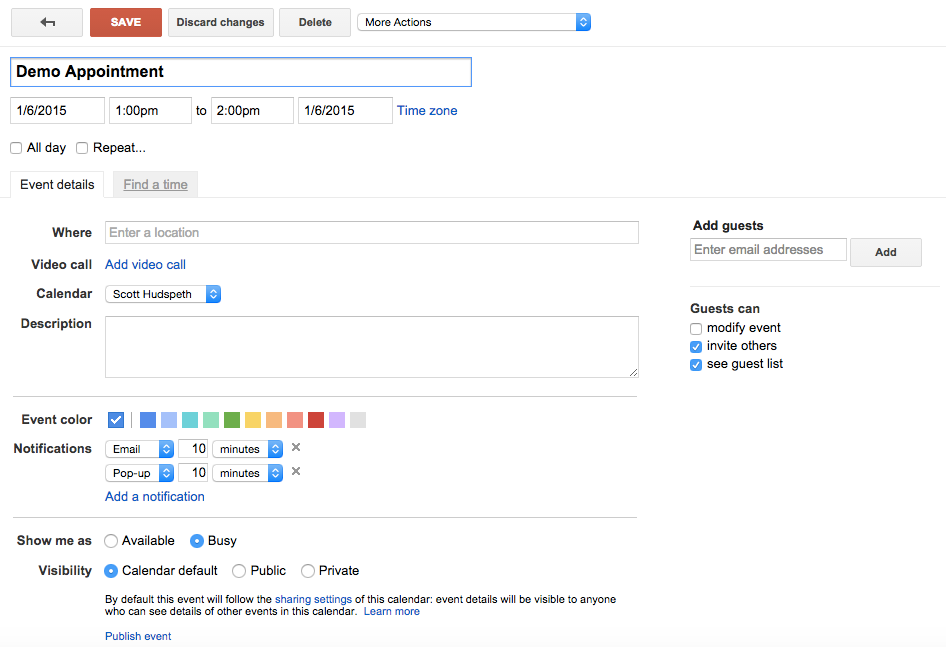 SAVE Discard changes Delete More Actions
Demo Appointment
1/6/2015 1:00pm to 2:00pm 1/6/2015 Time zone
All day Repeat...
Event details Find a time
Where Enter a location
Video call Add video call
Calendar Scott Hudspeth
Description
Event color
Notifications Email 10 minutes
Pop-up 10 minutes
Add a notification
Show me as Available Busy
Visibility Calendar default Public Private
By default this event will follow the sharing settings of this calendar: event details will be visible to anyone
who can see details of other events in this calendar. Learn more
Publish event
Add guests
Enter email addresses Add
Guests can
modify event
invite others
see guest list